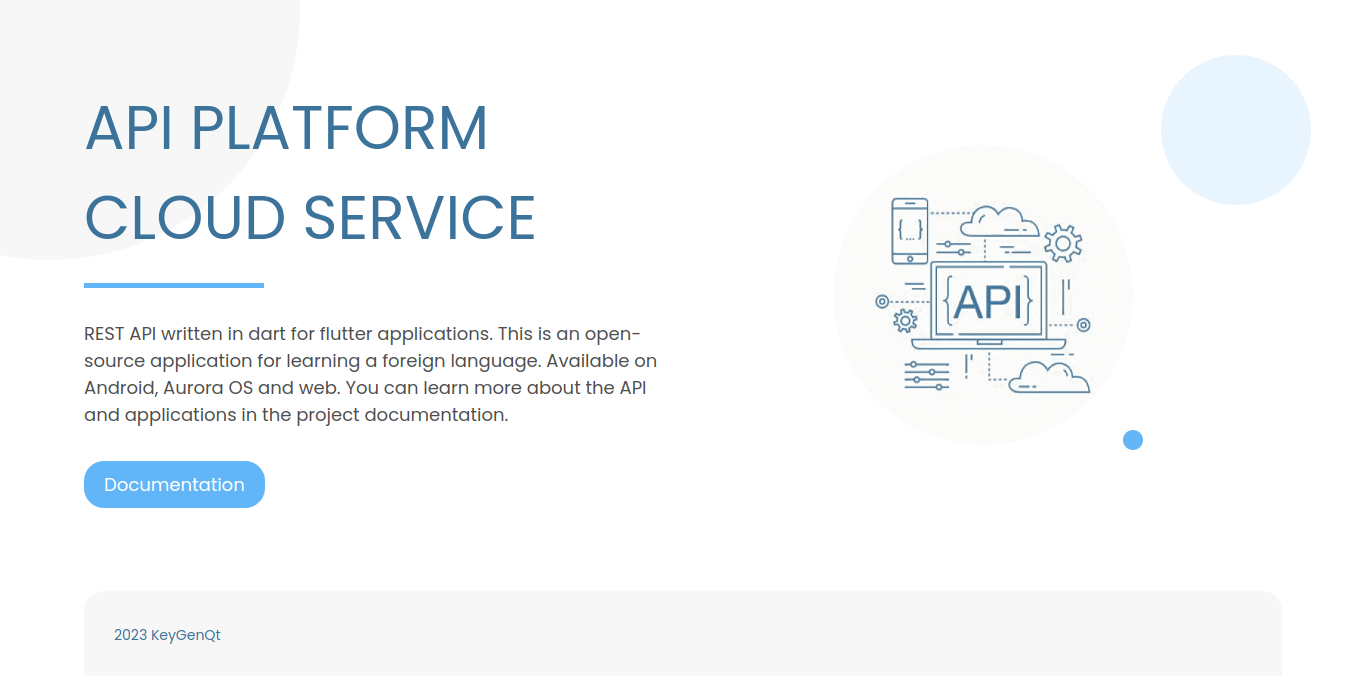 API PLATFORM
CLOUD SERVICE
REST API written in dart for flutter applications. This is an open-
source application for learning a foreign language. Available on
Android, Aurora OS and web. You can learn more about the API
and applications in the project documentation.
Documentation
{...}
{API}
2023 KeyGenQt